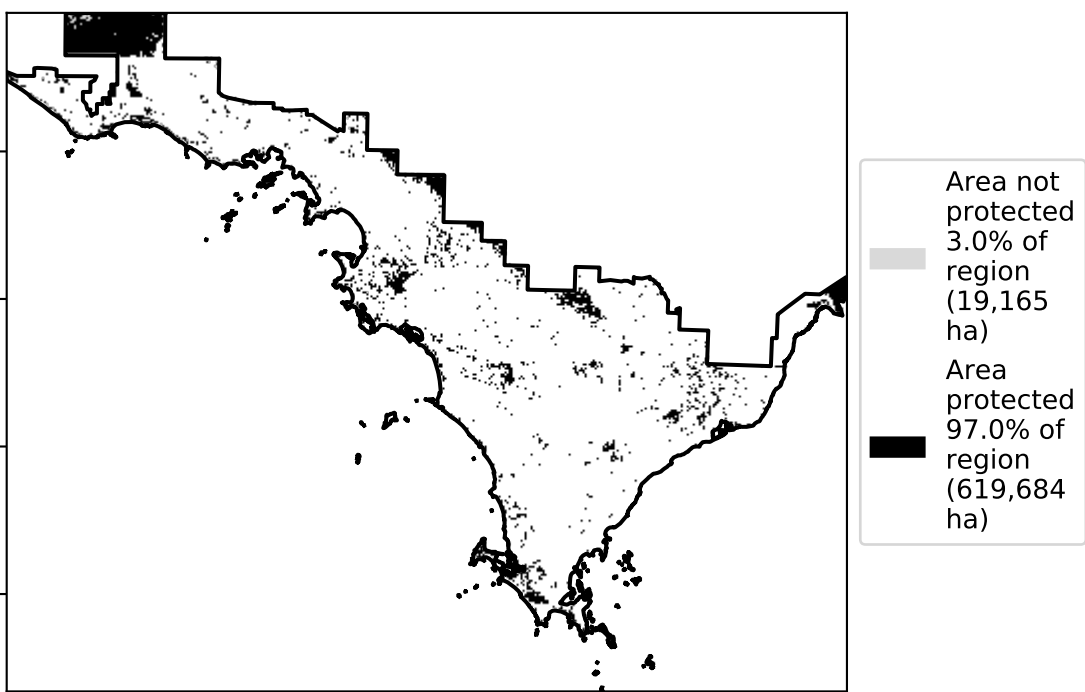 Area not
protected
3.0% of
region
(19,165
ha)
Area
protected
97.0% of
region
(619,684
ha)